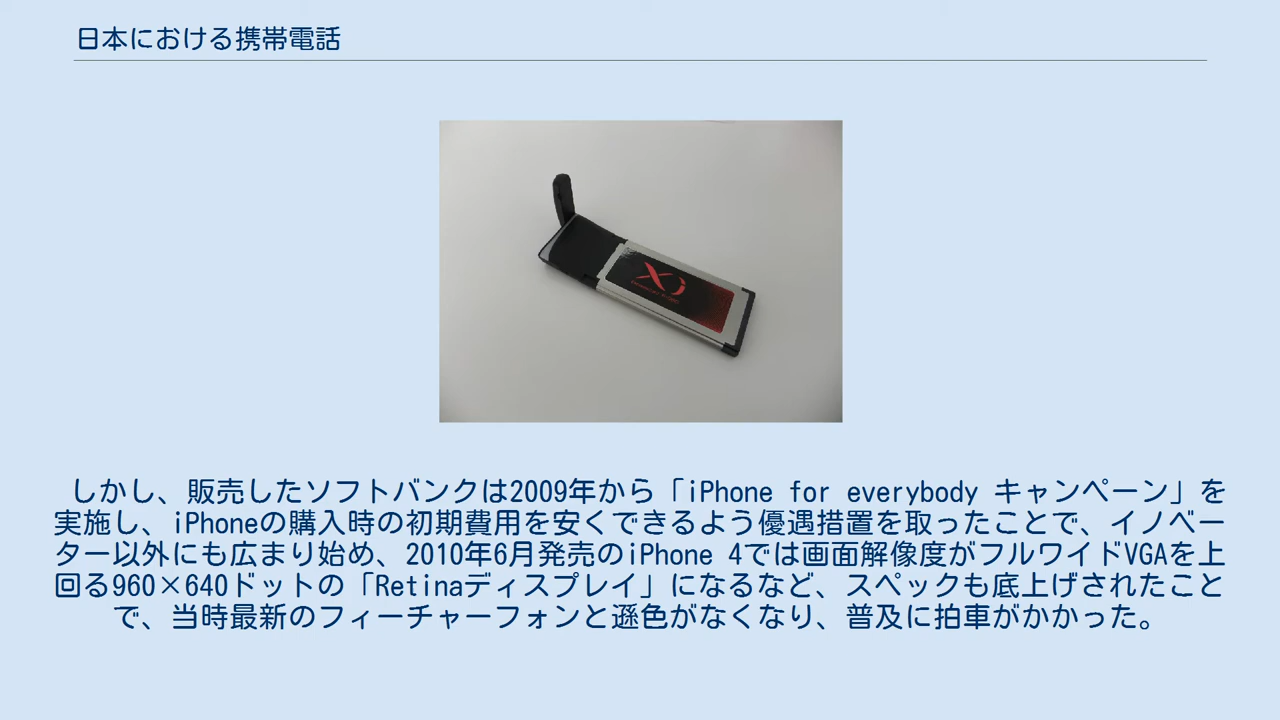 日本における携帯電話
Xi
しかし、販売したソフトバンクは2009年から「iPhone for everybody キャンペーン」を
実施し、iPhoneの購入時の初期費用を安くできるよう優遇措置を取ったことで、イノベー
ター以外にも広まり始め、2010年6月発売のiPhone 4では画面解像度がフルワイドVGAを上
回る960×640ドットの「Retinaディスプレイ」になるなど、スペックも底上げされたこと
で、当時最新のフィーチャーフォンと遜色がなくなり、普及に拍車がかかった。